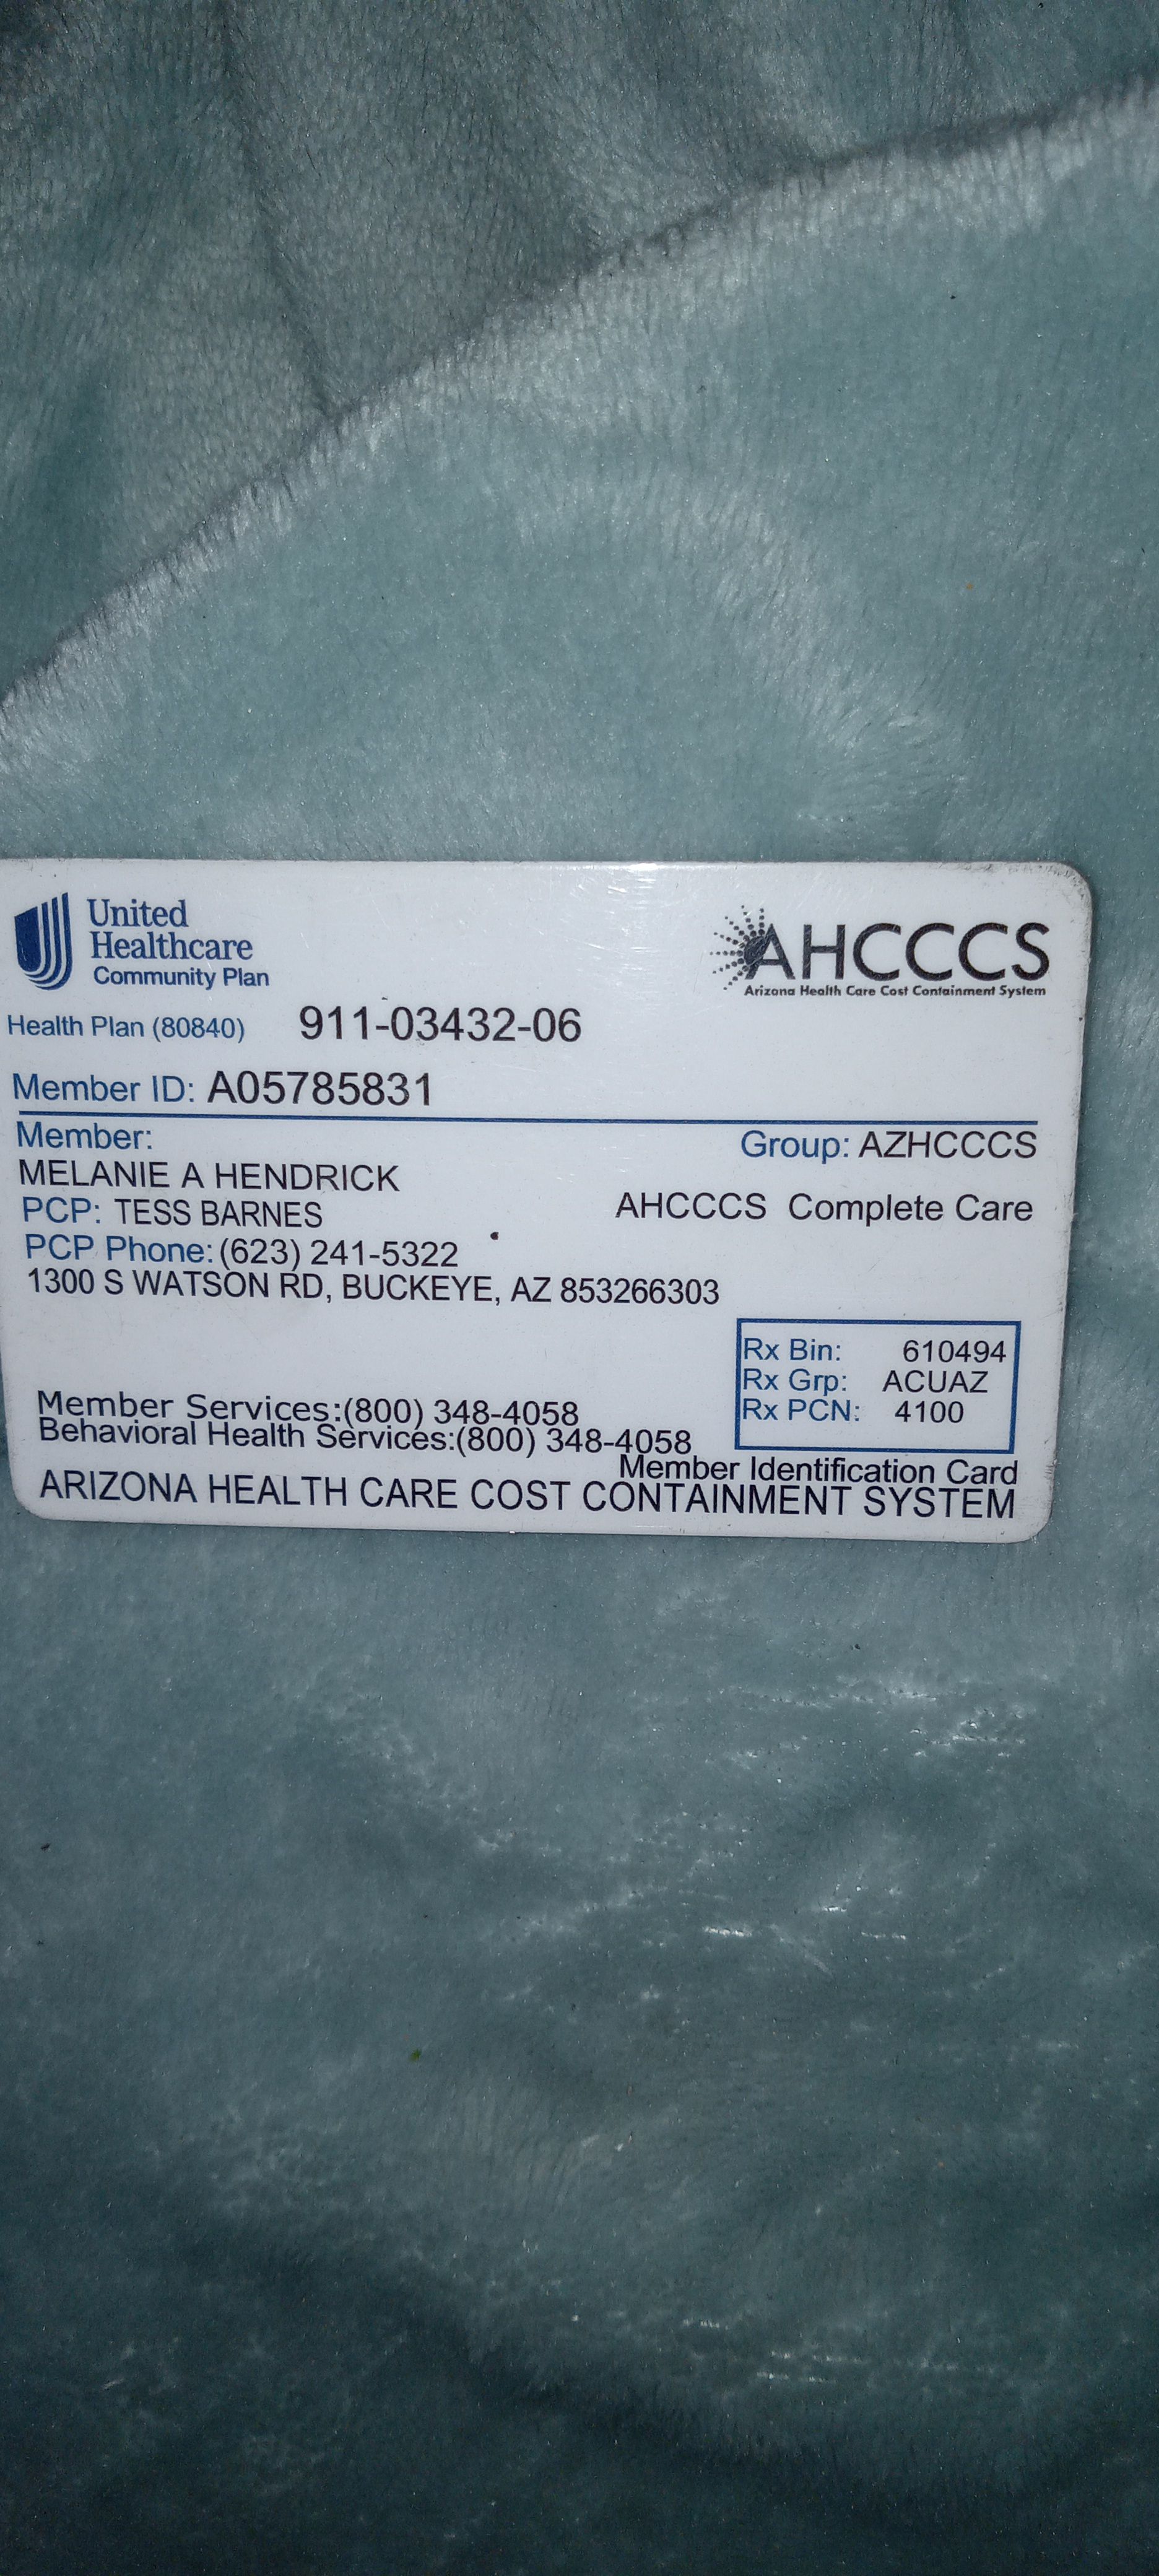 United
Healthcare
Community Plan
AHCCCS
Arizona Health Care Cost Containment System
Health Plan (80840) 911-03432-06
Member ID: A05785831
Member: Group: AZHCCCS
MELANIE A HENDRICK
PCP: TESS BARNES AHCCCS Complete Care
PCP Phone: (623) 241-5322
1300 S WATSON RD, BUCKEYE, AZ 853266303
Rx Bin: 610494
Rx Grp: ACUAZ
Rx PCN: 4100
Member Services:(800) 348-4058
Behavioral Health Services:(800) 348-4058
Member Identification Card
ARIZONA HEALTH CARE COST CONTAINMENT SYSTEM